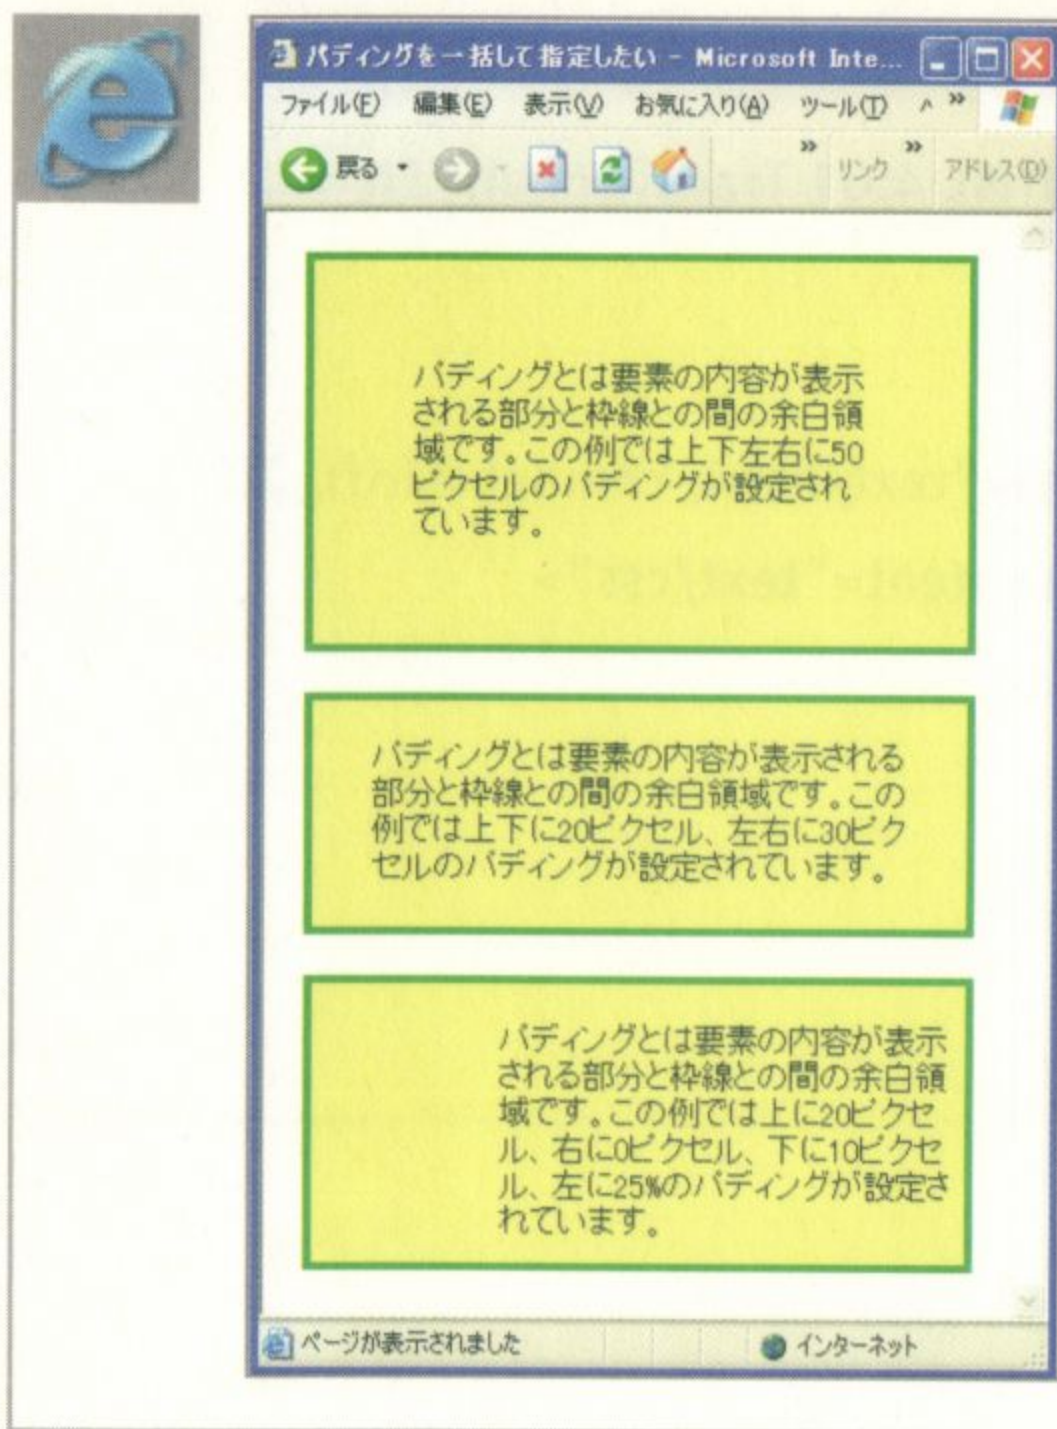 パディングを一括して指定したい - Microsoft Inte...
ファイル(F) 編集(E) 表示(V) お気に入り(A) ツール(T) »
戻る » リンク » アドレス(D)
パディングとは要素の内容が表示
される部分と枠線との間の余白領
域です。この例では上下左右に50
ピクセルのパディングが設定され
ています。
パディングとは要素の内容が表示される
部分と枠線との間の余白領域です。この
例では上下に20ピクセル、左右に30ピク
セルのパディングが設定されています。
パディングとは要素の内容が表示
される部分と枠線との間の余白領
域です。この例では上に20ピクセ
ル、右に0ピクセル、下に10ピクセ
ル、左に25%のパディングが設定さ
れています。
ページが表示されました インターネット